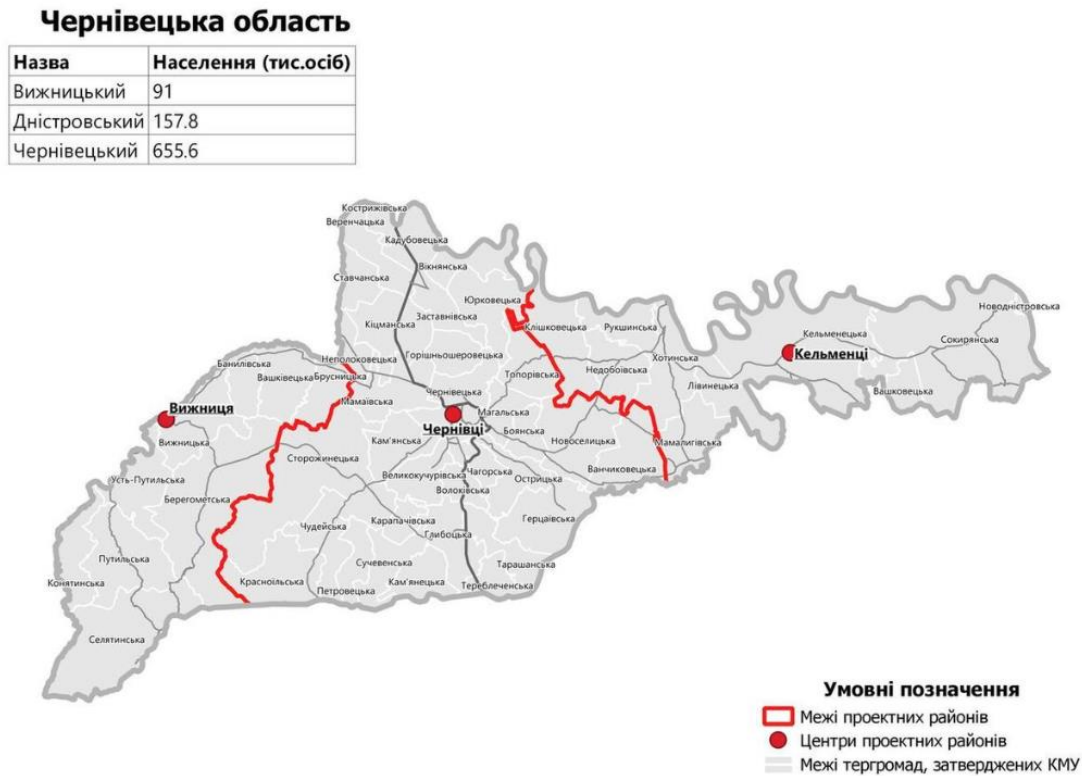 Чернівецька область
Назва Населення (тис.осіб)
Вижницький 91
Дністровський 157.8
Чернівецький 655.6
Кострижівська
Веренчацька
Кадубовецька
Вікнянська
Ставчанська
Юрковецька
Заставнівська
Кіцманська
Клішковецька
Рукшинська
Новодністровська
Кельменецька
Сокирянська
Кельменці
Горішньошеровецька
Неполоковецька
Хотинська
Банилівська
Вашківецька
Брусницька
Топорівська
Недобоївська
Лівинецька
Вашковецька
Чернівецька
Мамаївська
Вижниця
Магальська
Чернівці
Боянська
Вижницька
Кам'янська
Новоселицька
Мамалигівська
Сторожинецька
Ванчиковецька
Усть-Путильська
Великокучурівська
Чагорська
Острицька
Волоківська
Берегометська
Герцаївська
Чудейська
Карапачівська
Глибоцька
Путильська
Сучевенська
Тарашанська
Конятинська
Красноїльська
Кам'янецька
Тереблеченська
Петровецька
Селятинська
Умовні позначення
Межі проектних районів
Центри проектних районів
Межі тергромад, затверджених КМУ